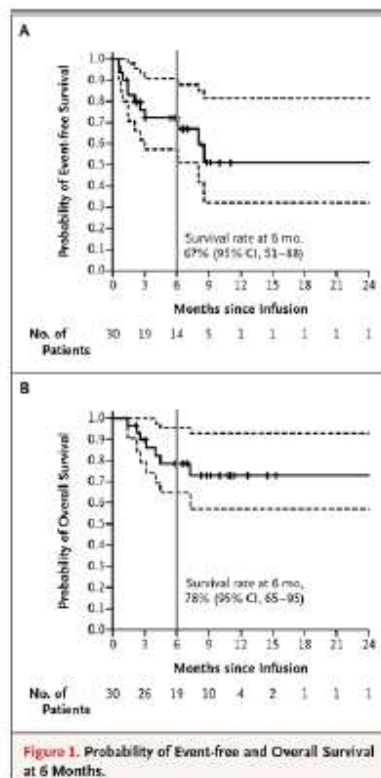 A
Probability of Event-free Survival
1.0
0.9
0.8
0.7
0.6
0.5
0.4
0.3
0.2
0.1
0.0
0 3 6 9 12 15 18 21 24
Survival rate at 6 mo,
67% (95% CI, 51–88)
Months since Infusion
No. of
Patients
30 19 14 5 1 1 1 1 1
B
Probability of Overall Survival
1.0
0.9
0.8
0.7
0.6
0.5
0.4
0.3
0.2
0.1
0.0
0 3 6 9 12 15 18 21 24
Survival rate at 6 mo,
78% (95% CI, 65–95)
Months since Infusion
No. of
Patients
30 26 19 10 4 2 1 1 1
Figure 1. Probability of Event-free and Overall Survival
at 6 Months.